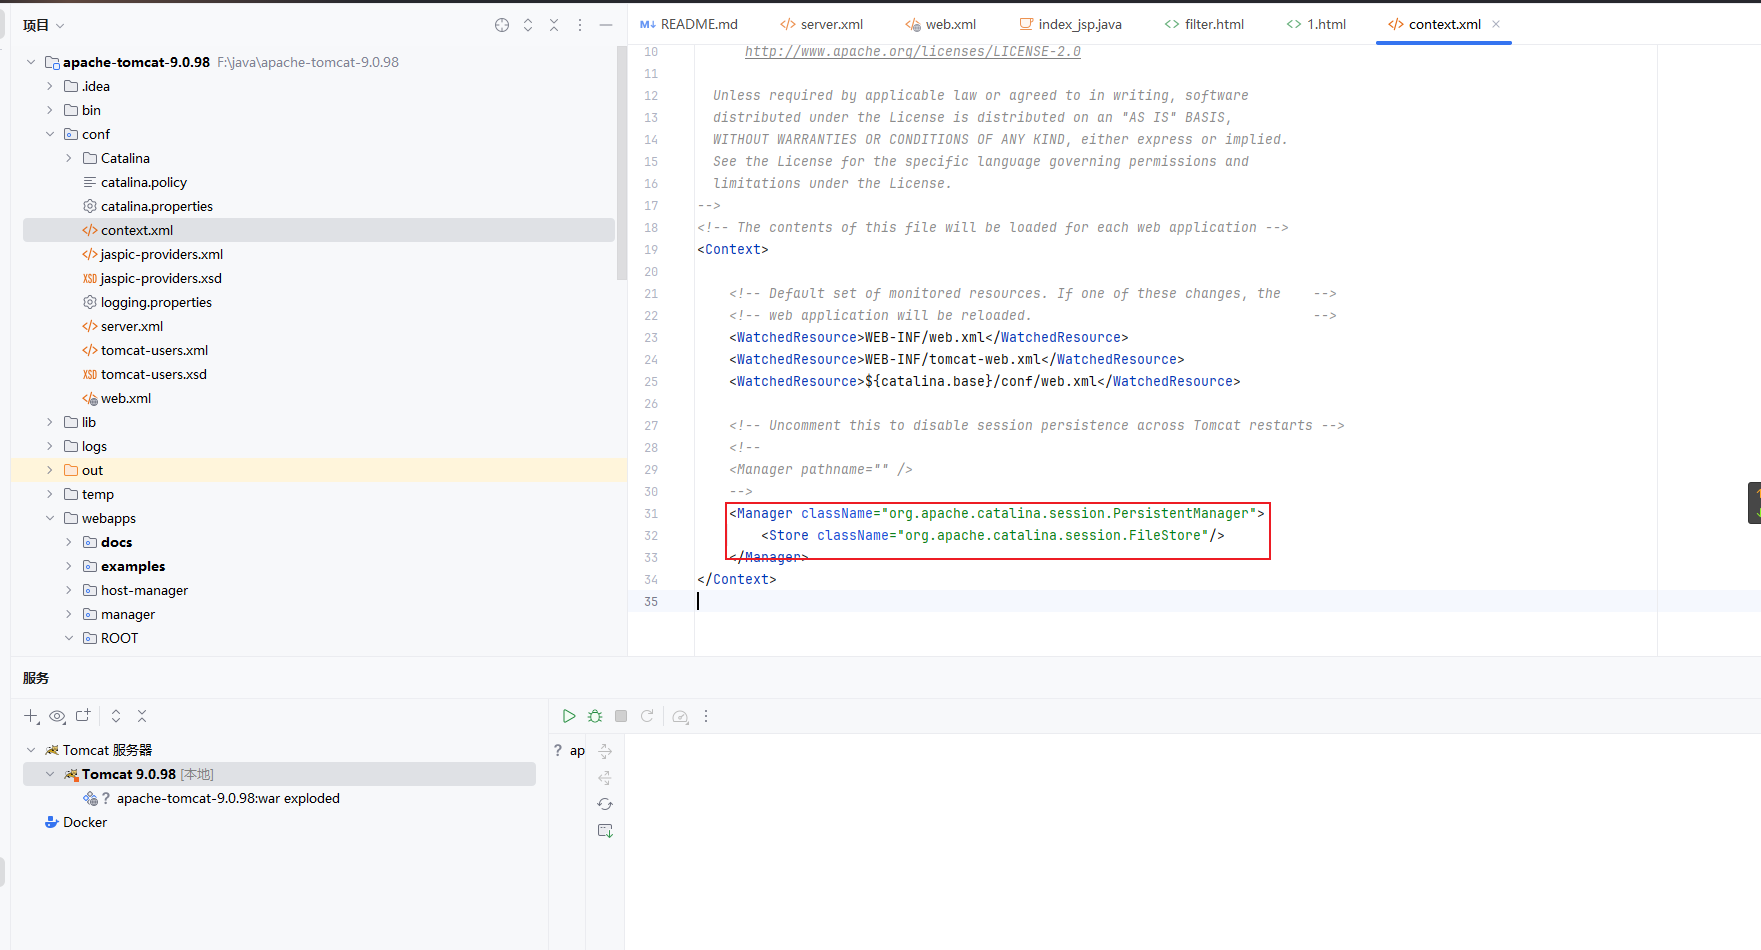 项目
README.md
server.xml
web.xml
index_jsp.java
filter.html
1.html
context.xml
apache-tomcat-9.0.98 F:\java\apache-tomcat-9.0.98
.idea
bin
conf
Catalina
catalina.policy
catalina.properties
context.xml
jaspic-providers.xml
jaspic-providers.xsd
logging.properties
server.xml
tomcat-users.xml
tomcat-users.xsd
web.xml
lib
logs
out
temp
webapps
docs
examples
host-manager
manager
ROOT
10 http://www.apache.org/licenses/LICENSE-2.0
11
12 Unless required by applicable law or agreed to in writing, software
13 distributed under the License is distributed on an "AS IS" BASIS,
14 WITHOUT WARRANTIES OR CONDITIONS OF ANY KIND, either express or implied.
15 See the License for the specific language governing permissions and
16 limitations under the License.
17 -->
18 <!-- The contents of this file will be loaded for each web application -->
19 <Context>
20
21 <!-- Default set of monitored resources. If one of these changes, the    -->
22 <!-- web application will be reloaded.                                   -->
23 <WatchedResource>WEB-INF/web.xml</WatchedResource>
24 <WatchedResource>WEB-INF/tomcat-web.xml</WatchedResource>
25 <WatchedResource>${catalina.base}/conf/web.xml</WatchedResource>
26
27 <!-- Uncomment this to disable session persistence across Tomcat restarts -->
28 <!--
29 <Manager pathname="" />
30 -->
31 <Manager className="org.apache.catalina.session.PersistentManager">
32 <Store className="org.apache.catalina.session.FileStore"/>
33 </Manager>
34 </Context>
35
服务
Tomcat 服务器
Tomcat 9.0.98 [本地]
? apache-tomcat-9.0.98:war exploded
Docker
? ap